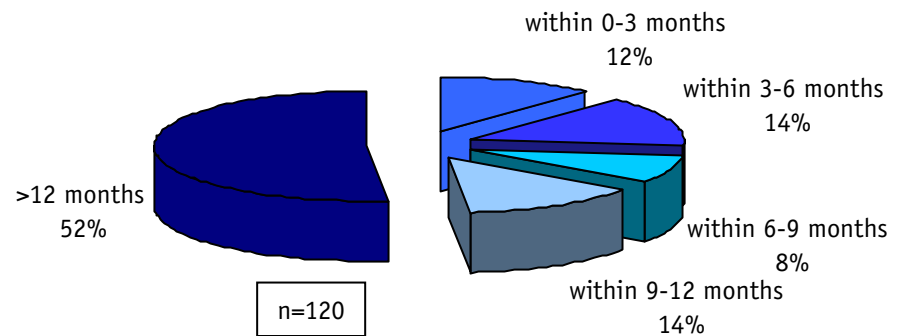 within 0-3 months
12%
within 3-6 months
14%
>12 months
52%
within 6-9 months
8%
within 9-12 months
14%
n=120